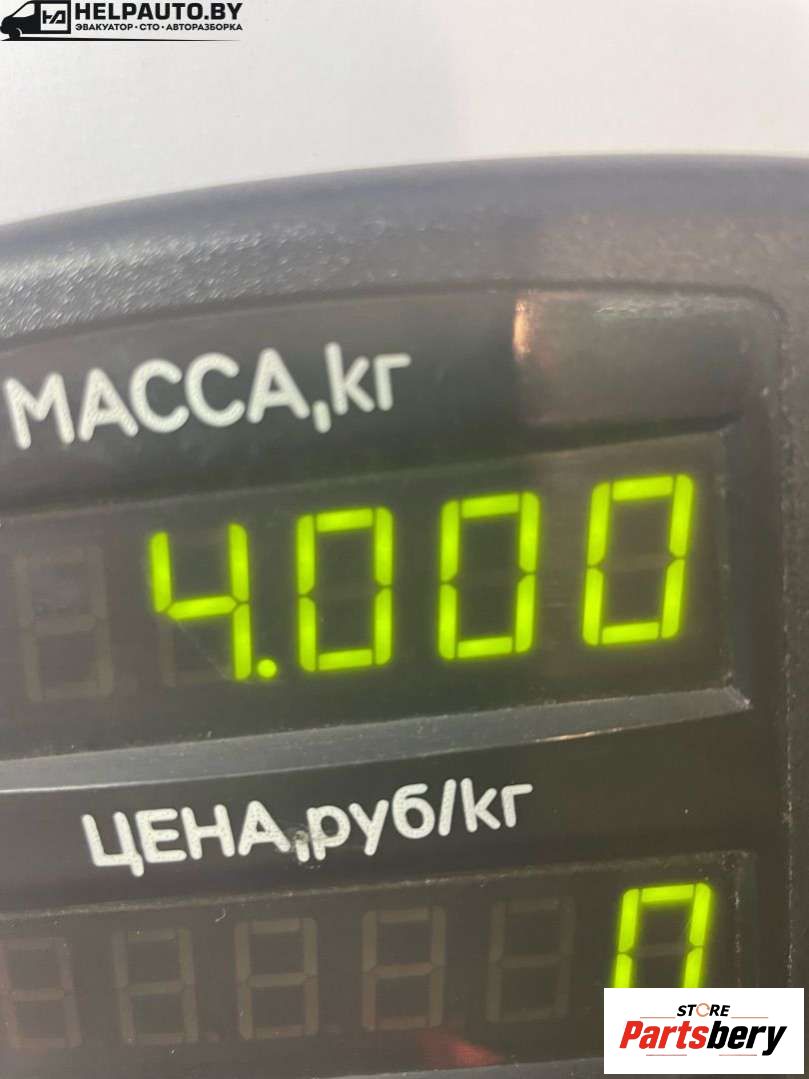 HELPAUTO.BY
ЭВАКУАТОР · СТО · АВТОРАЗБОРКА
МАССА,кг
4.000
ЦЕНА,руб/кг
0
STORE
Partsbery